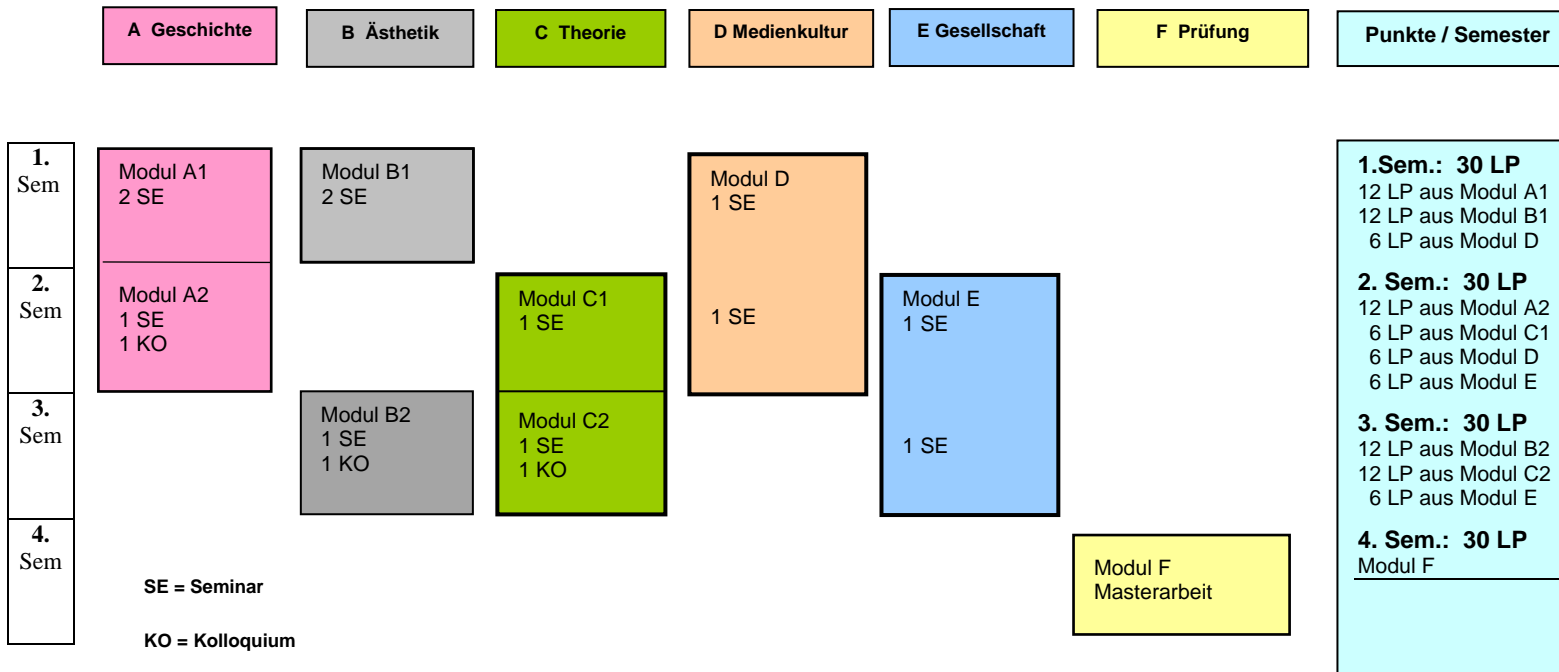 A Geschichte
B Ästhetik
C Theorie
D Medienkultur
E Gesellschaft
F Prüfung
Punkte / Semester
1.
Sem
Modul A1
2 SE
Modul B1
2 SE
Modul D
1 SE
1.Sem.: 30 LP
12 LP aus Modul A1
12 LP aus Modul B1
6 LP aus Modul D
2.
Sem
Modul A2
1 SE
1 KO
Modul C1
1 SE
1 SE
Modul E
1 SE
2. Sem.: 30 LP
12 LP aus Modul A2
6 LP aus Modul C1
6 LP aus Modul D
6 LP aus Modul E
3.
Sem
Modul B2
1 SE
1 KO
Modul C2
1 SE
1 KO
1 SE
3. Sem.: 30 LP
12 LP aus Modul B2
12 LP aus Modul C2
6 LP aus Modul E
4.
Sem
Modul F
Masterarbeit
4. Sem.: 30 LP
Modul F
SE = Seminar
KO = Kolloquium